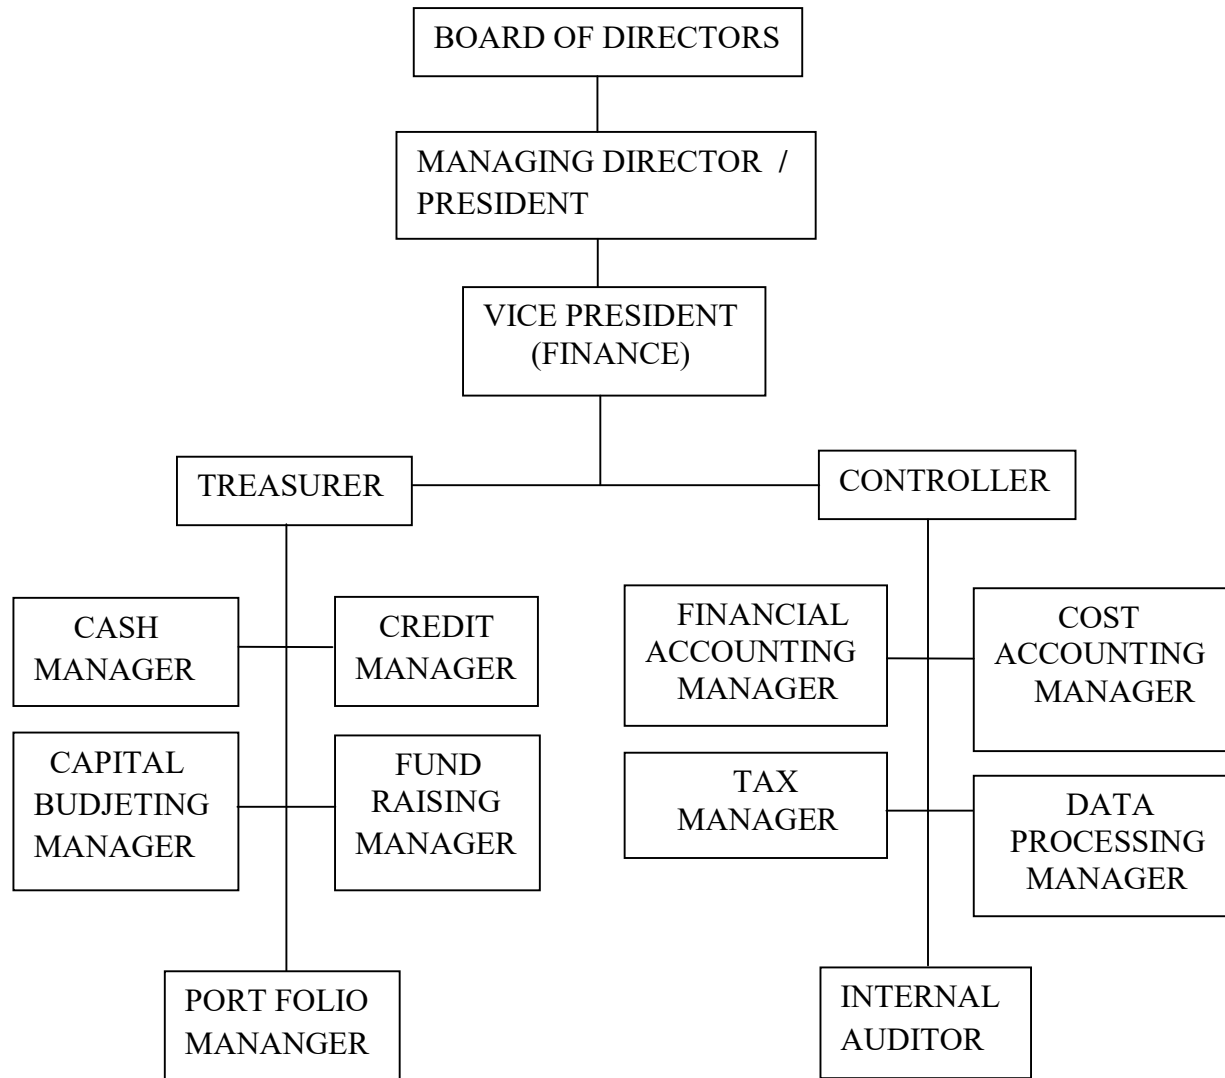 BOARD OF DIRECTORS
MANAGING DIRECTOR /
PRESIDENT
VICE PRESIDENT
(FINANCE)
TREASURER
CONTROLLER
CASH
MANAGER
CREDIT
MANAGER
FINANCIAL
ACCOUNTING
MANAGER
COST
ACCOUNTING
MANAGER
CAPITAL
BUDJETING
MANAGER
FUND
RAISING
MANAGER
TAX
MANAGER
DATA
PROCESSING
MANAGER
PORT FOLIO
MANANGER
INTERNAL
AUDITOR